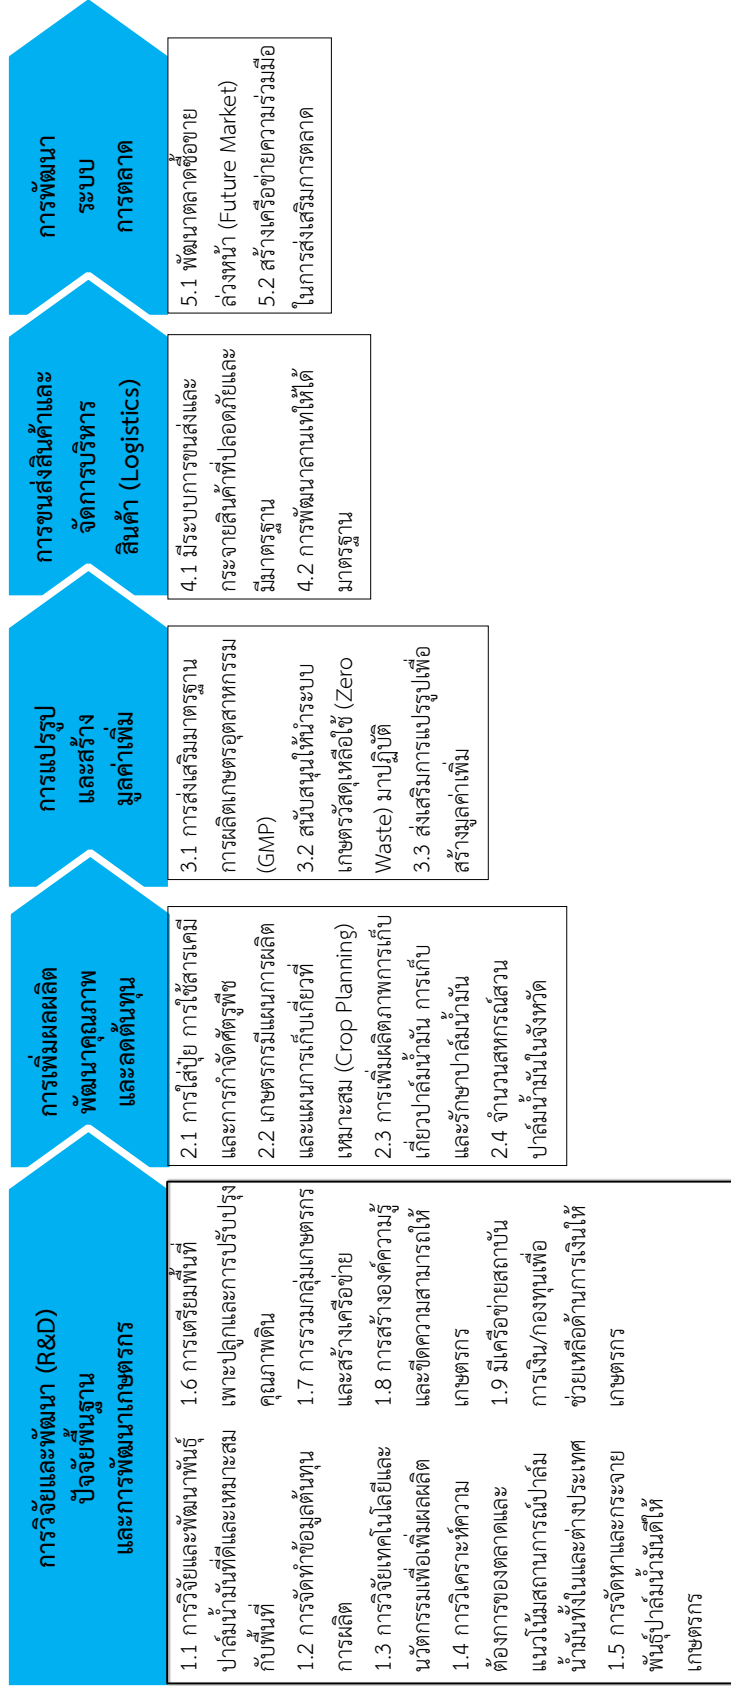 การวิจัยและพัฒนา (R&D)
ปัจจัยพื้นฐาน
และการพัฒนาเกษตรกร
1.1 การวิจัยและพัฒนาพันธุ์
ปาล์มน้ำมันที่ดีและเหมาะสม
กับพื้นที่
1.2 การจัดทำข้อมูลต้นทุน
การผลิต
1.3 การวิจัยเทคโนโลยีและ
นวัตกรรมเพื่อเพิ่มผลผลิต
1.4 การวิเคราะห์ความ
ต้องการของตลาดและ
แนวโน้มสถานการณ์ปาล์ม
น้ำมันทั้งในและต่างประเทศ
1.5 การจัดหาและกระจาย
พันธุ์ปาล์มน้ำมันดีให้
เกษตรกร
1.6 การเตรียมพื้นที่
เพาะปลูกและการปรับปรุง
คุณภาพดิน
1.7 การรวมกลุ่มเกษตรกร
และสร้างเครือข่าย
1.8 การสร้างองค์ความรู้
และขีดความสามารถให้
เกษตรกร
1.9 มีเครือข่ายสถาบัน
การเงิน/กองทุนเพื่อ
ช่วยเหลือด้านการเงินให้
เกษตรกร
การเพิ่มผลผลิต
พัฒนาคุณภาพ
และลดต้นทุน
2.1 การใส่ปุ๋ย การใช้สารเคมี
และการกำจัดศัตรูพืช
2.2 เกษตรกรมีแผนการผลิต
และแผนการเก็บเกี่ยวที่
เหมาะสม (Crop Planning)
2.3 การเพิ่มผลิตภาพการเก็บ
เกี่ยวปาล์มน้ำมัน การเก็บ
และรักษาปาล์มน้ำมัน
2.4 จำนวนสหกรณ์สวน
ปาล์มน้ำมันในจังหวัด
การแปรรูป
และสร้าง
มูลค่าเพิ่ม
3.1 การส่งเสริมมาตรฐาน
การผลิตเกษตรอุตสาหกรรม
(GMP)
3.2 สนับสนุนให้นำระบบ
เกษตรวัสดุเหลือใช้ (Zero
Waste) มาปฏิบัติ
3.3 ส่งเสริมการแปรรูปเพื่อ
สร้างมูลค่าเพิ่ม
การขนส่งสินค้าและ
จัดการบริหาร
สินค้า (Logistics)
4.1 มีระบบการขนส่งและ
กระจายสินค้าที่ปลอดภัยและ
มีมาตรฐาน
4.2 การพัฒนาลานเทให้ได้
มาตรฐาน
การพัฒนา
ระบบ
การตลาด
5.1 พัฒนาตลาดซื้อขาย
ล่วงหน้า (Future Market)
5.2 สร้างเครือข่ายความร่วมมือ
ในการส่งเสริมการตลาด